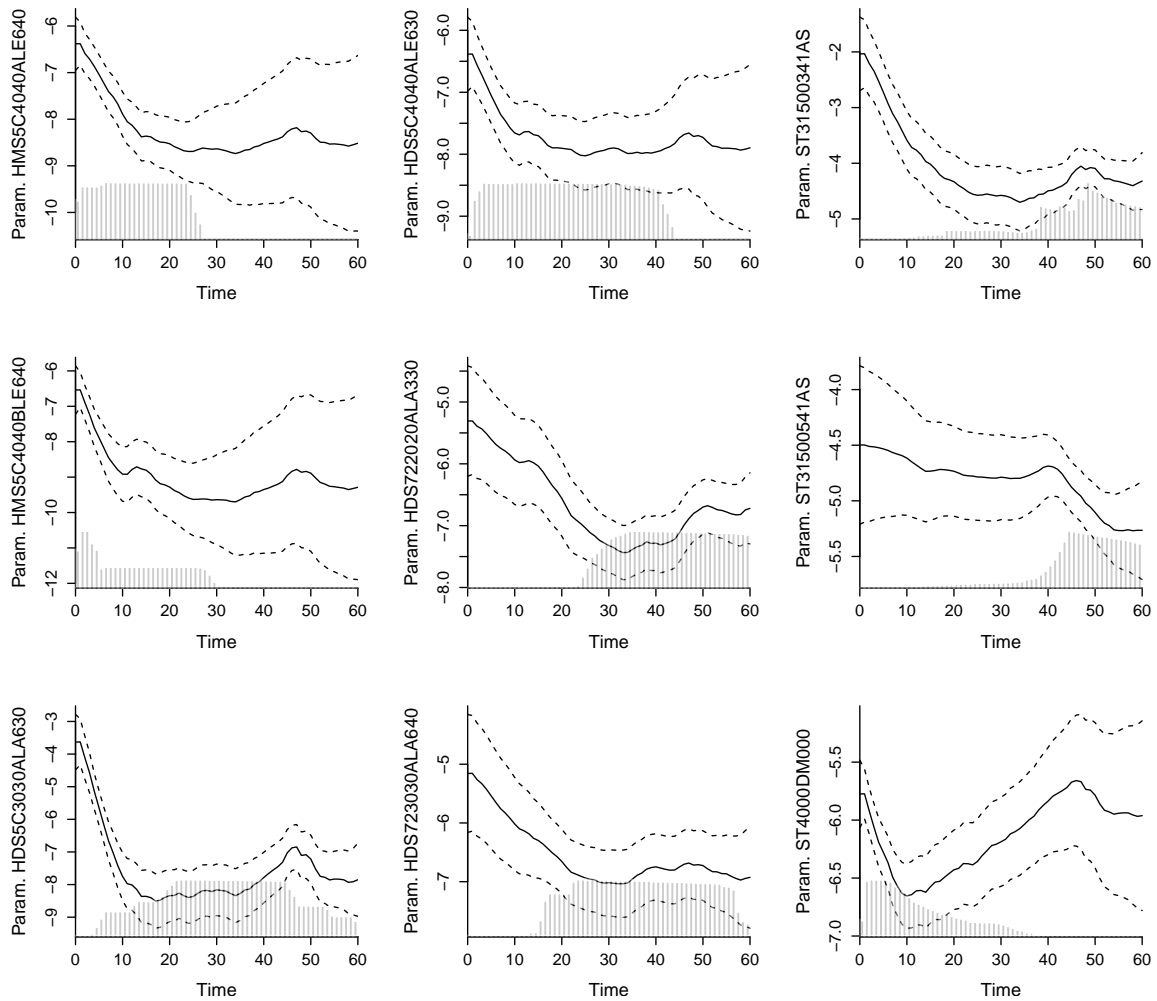 Param. HMS5C4040ALE640
-6
-7
-8
-9
-10
0 10 20 30 40 50 60
Time
Param. HDS5C4040ALE630
-6.0
-7.0
-8.0
-9.0
0 10 20 30 40 50 60
Time
Param. ST31500341AS
-2
-3
-4
-5
0 10 20 30 40 50 60
Time
Param. HMS5C4040BLE640
-6
-7
-8
-10
-12
0 10 20 30 40 50 60
Time
Param. HDS722020ALA330
-5.0
-6.0
-7.0
-8.0
0 10 20 30 40 50 60
Time
Param. ST31500541AS
-4.0
-4.5
-5.0
-5.5
0 10 20 30 40 50 60
Time
Param. HDS5C3030ALA630
-3
-4
-5
-6
-7
-8
-9
0 10 20 30 40 50 60
Time
Param. HDS723030ALA640
-5
-6
-7
0 10 20 30 40 50 60
Time
Param. ST4000DM000
-5.5
-6.0
-6.5
-7.0
0 10 20 30 40 50 60
Time